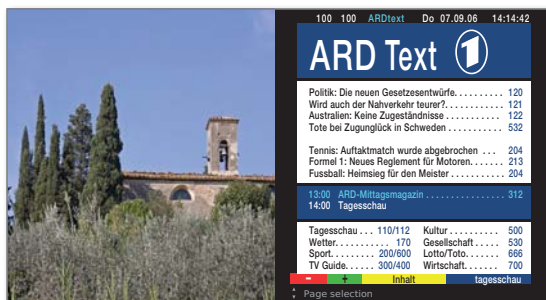 100 100 ARDtext Do 07.09.06 14:14:42
ARD Text 1
Politik: Die neuen Gesetzesentwürfe. . . . . . . . . . 120
Wird auch der Nahverkehr teurer?. . . . . . . . . . . . 121
Australien: Keine Zugeständnisse . . . . . . . . . . . . 122
Tote bei Zugunglück in Schweden . . . . . . . . . . . 532
Tennis: Auftaktmatch wurde abgebrochen . . . 204
Formel 1: Neues Reglement für Motoren. . . . . . . 213
Fussball: Heimsieg für den Meister . . . . . . . . . . . 204
13:00 ARD-Mittagsmagazin . . . . . . . . . . . . . . . . 312
14:00 Tagesschau
Tagesschau . . . 110/112 Kultur . . . . . . . . . 500
Wetter. . . . . . . . . . 170 Gesellschaft . . . . . 530
Sport. . . . . . . . 200/600 Lotto/Toto. . . . . . . 666
TV Guide. . . . . . 300/400 Wirtschaft. . . . . . . 700
− + Inhalt tagesschau
Page selection